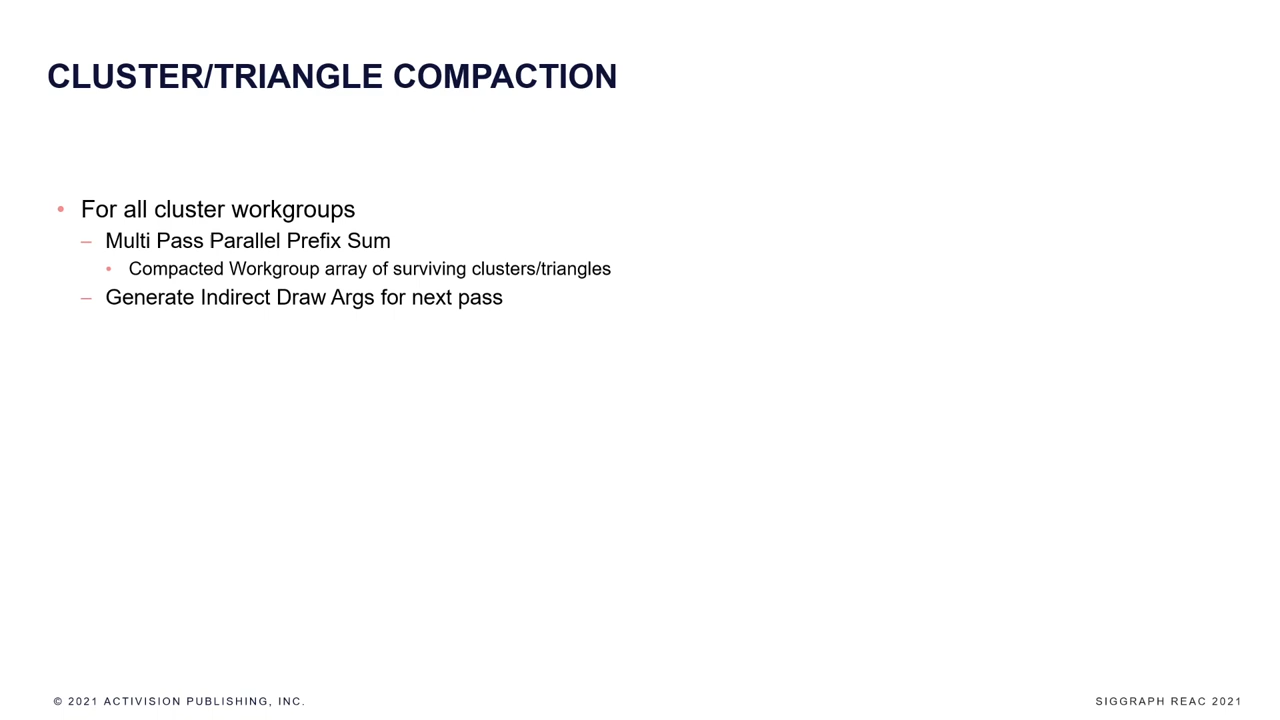 CLUSTER/TRIANGLE COMPACTION
• For all cluster workgroups
– Multi Pass Parallel Prefix Sum
• Compacted Workgroup array of surviving clusters/triangles
– Generate Indirect Draw Args for next pass
© 2021 ACTIVISION PUBLISHING, INC.
SIGGRAPH REAC 2021